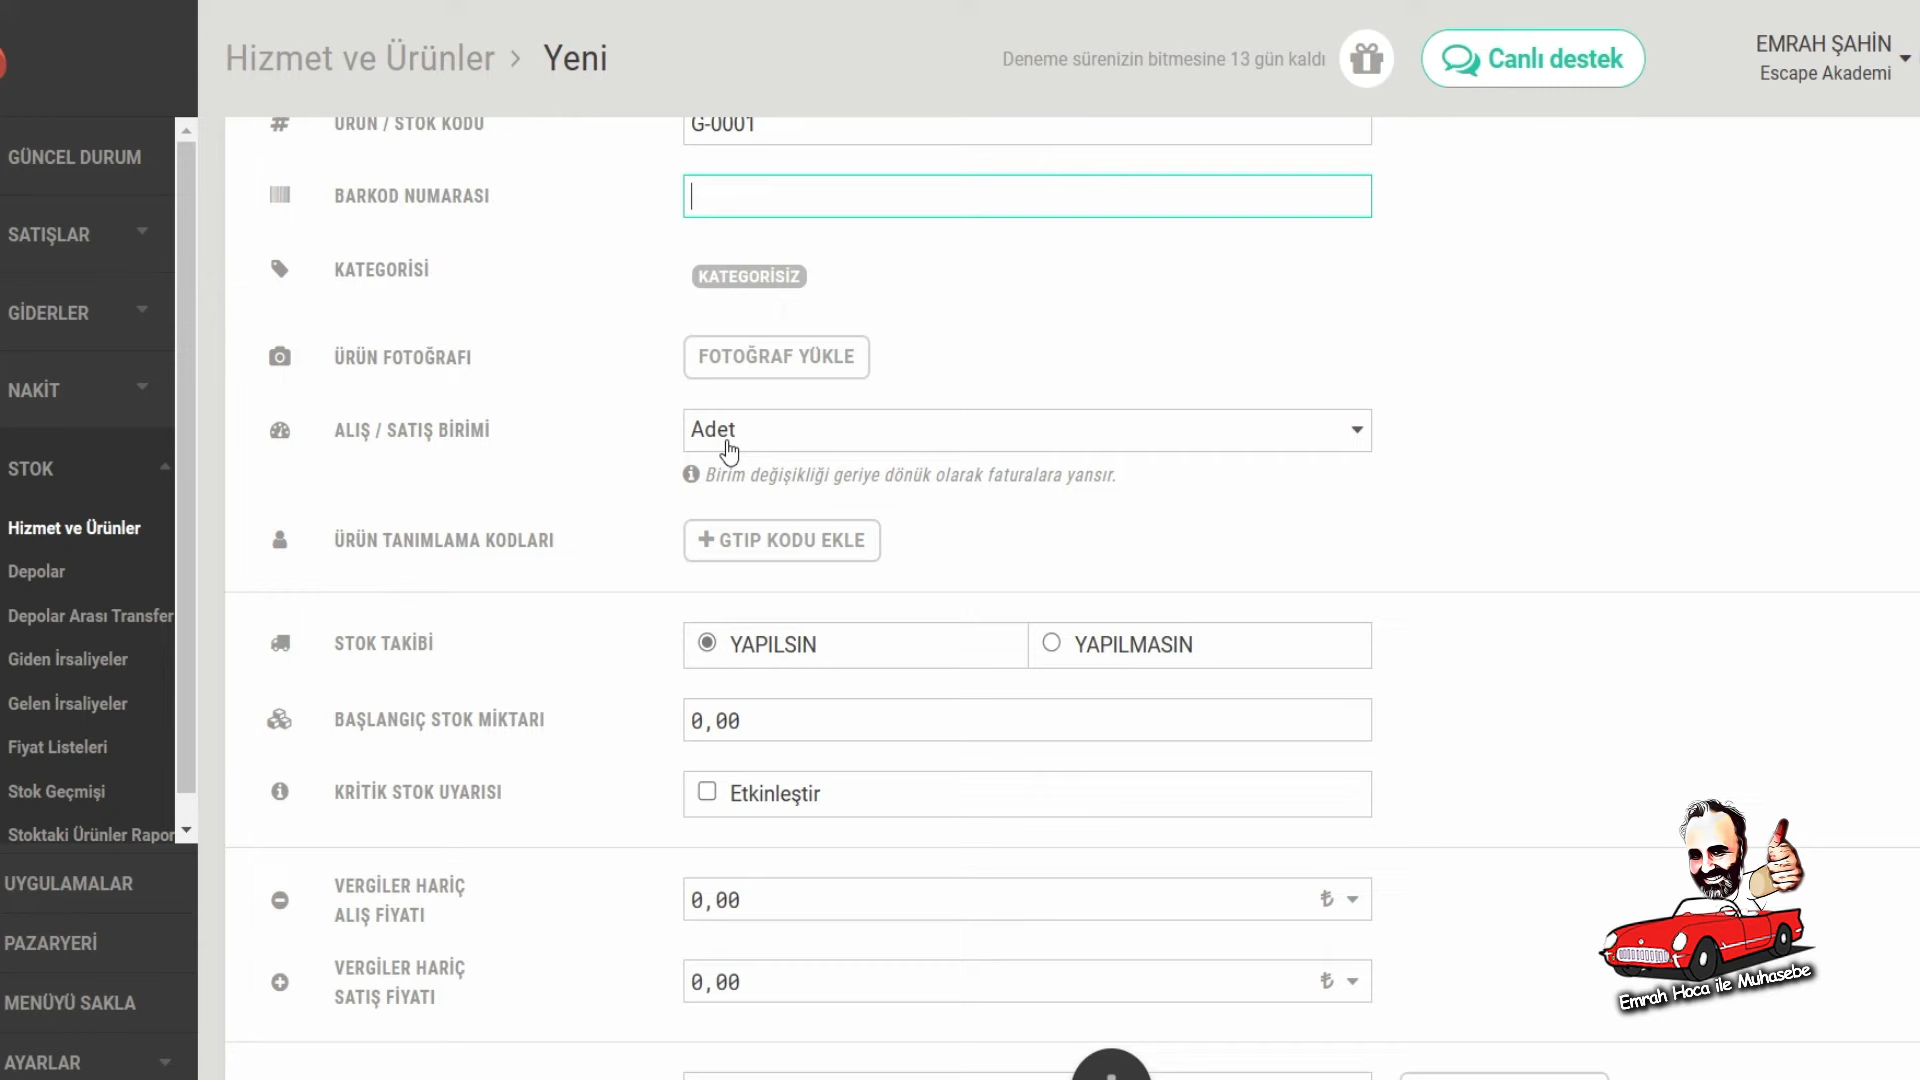 Hizmet ve Ürünler > Yeni
Deneme sürenizin bitmesine 13 gün kaldı
Canlı destek
EMRAH ŞAHİN
Escape Akademi
GÜNCEL DURUM
SATIŞLAR
GİDERLER
NAKİT
STOK
Hizmet ve Ürünler
Depolar
Depolar Arası Transfer
Giden İrsaliyeler
Gelen İrsaliyeler
Fiyat Listeleri
Stok Geçmişi
Stoktaki Ürünler Rapor
UYGULAMALAR
PAZARYERİ
MENÜYÜ SAKLA
AYARLAR
ÜRÜN / STOK KODU
G-0001
BARKOD NUMARASI
KATEGORİSİ
KATEGORİSİZ
ÜRÜN FOTOĞRAFI
FOTOĞRAF YÜKLE
ALIŞ / SATIŞ BİRİMİ
Adet
Birim değişikliği geriye dönük olarak faturalara yansır.
ÜRÜN TANIMLAMA KODLARI
+ GTIP KODU EKLE
STOK TAKİBİ
YAPILSIN
YAPILMASIN
BAŞLANGIÇ STOK MİKTARI
0,00
KRİTİK STOK UYARISI
Etkinleştir
VERGİLER HARİÇ
ALIŞ FİYATI
0,00 ₺
VERGİLER HARİÇ
SATIŞ FİYATI
0,00 ₺
Emrah Hoca ile Muhasebe